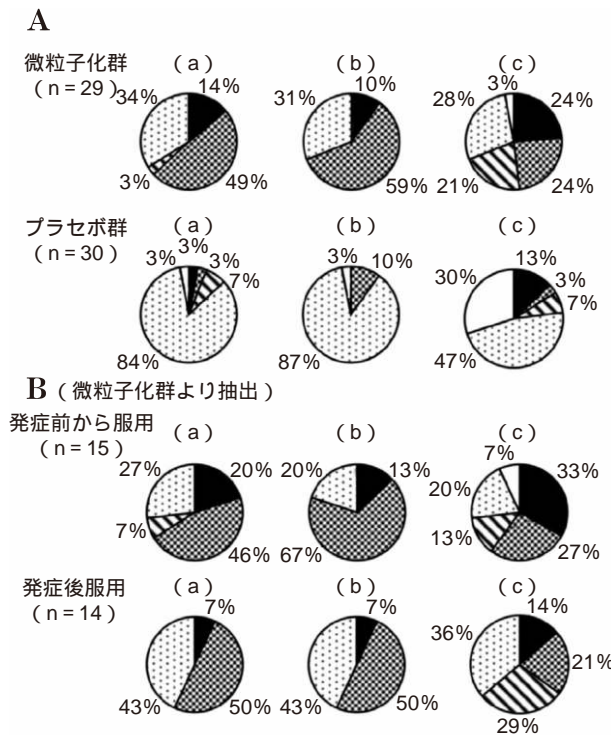 A
微粒子化群 (a) (b) (c)
(n=29) 34% 14% 31% 10% 28% 3% 24%
3% 49% 59% 21% 24%
プラセボ群 (a) (b) (c)
(n=30) 3% 3% 3% 7% 3% 10% 30% 13% 3% 7%
84% 87% 47%
B(微粒子化群より抽出)
発症前から服用 (a) (b) (c)
(n=15) 27% 20% 20% 13% 20% 7% 33%
7% 46% 67% 13% 27%
発症後服用 (a) (b) (c)
(n=14) 7% 7% 36% 14% 21%
43% 50% 43% 50% 29%